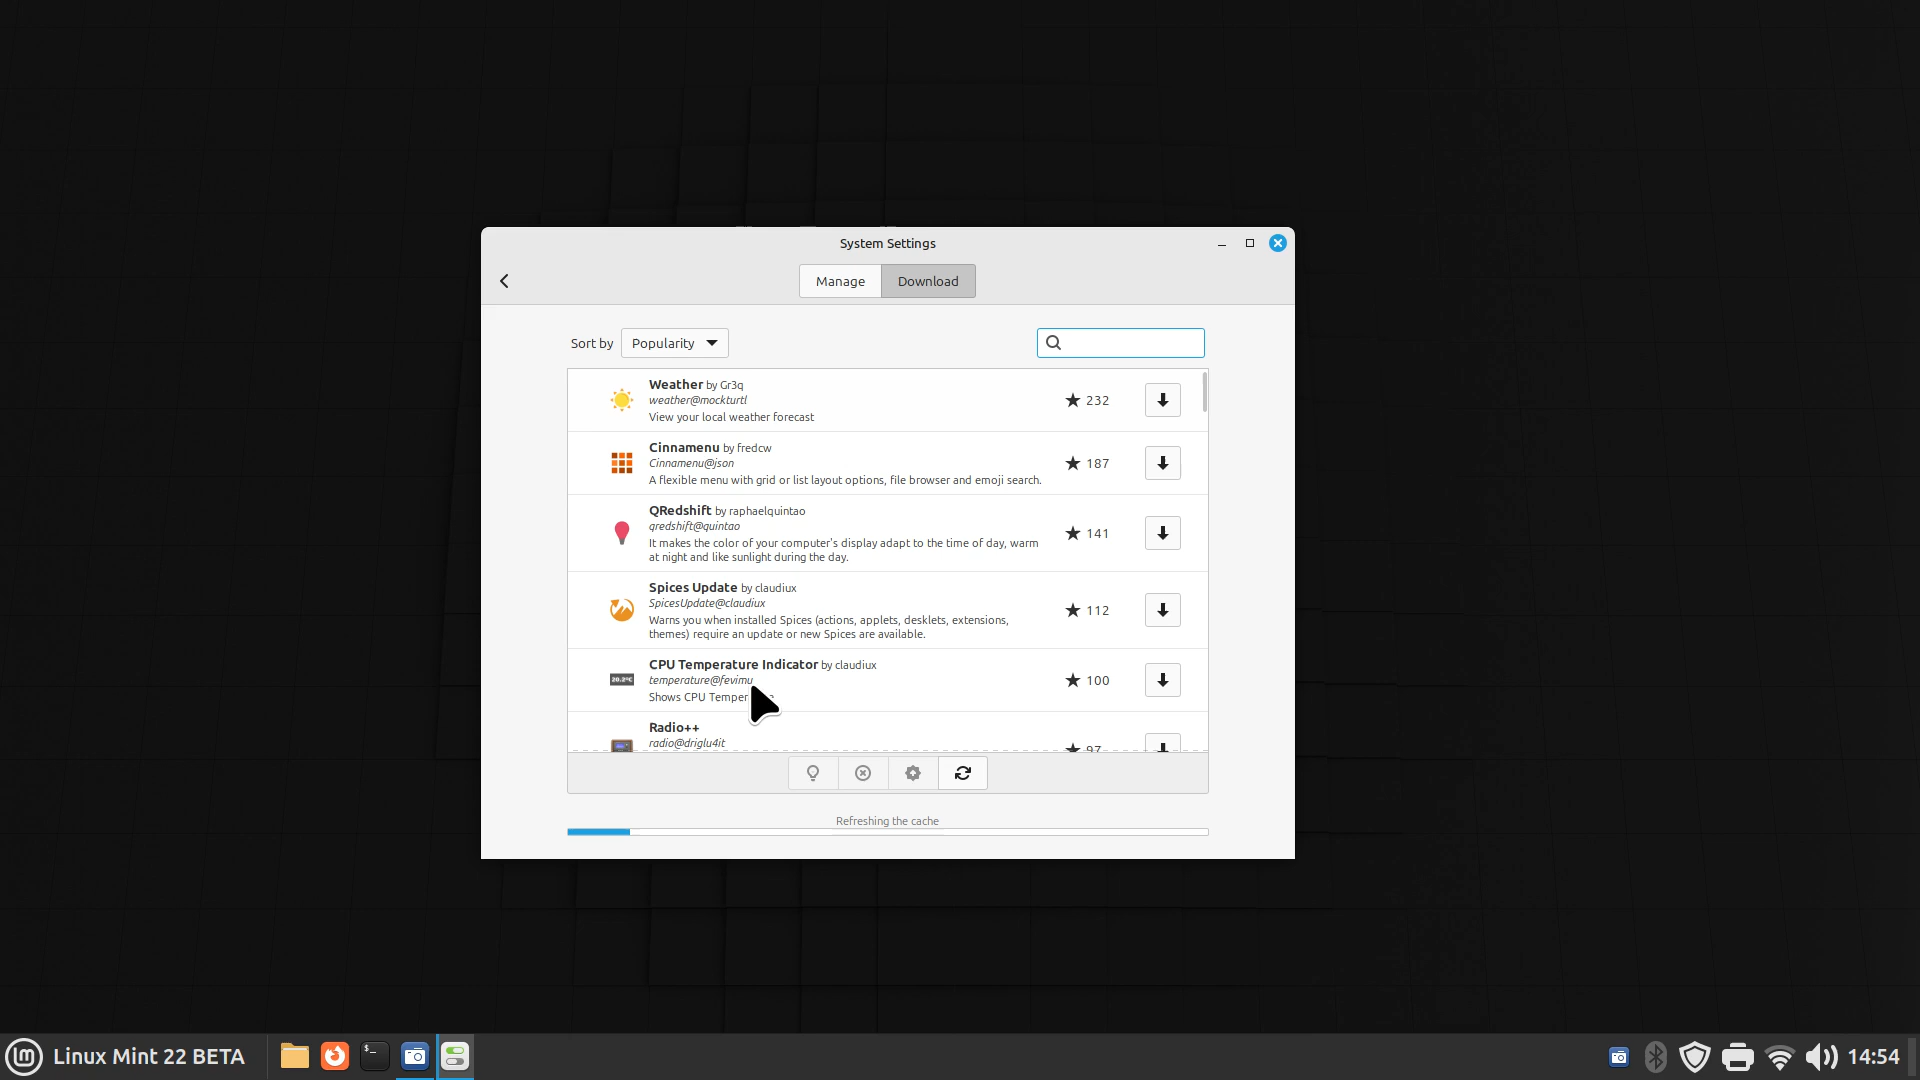 System Settings
Manage
Download
Sort by
Popularity
Weather by Gr3q
weather@mockturtl
View your local weather forecast
232
Cinnamenu by fredcw
Cinnamenu@json
A flexible menu with grid or list layout options, file browser and emoji search.
187
QRedshift by raphaelquintao
qredshift@quintao
It makes the color of your computer's display adapt to the time of day, warm
at night and like sunlight during the day.
141
Spices Update by claudiux
SpicesUpdate@claudiux
Warns you when installed Spices (actions, applets, desklets, extensions,
themes) require an update or new Spices are available.
112
20.2°C
CPU Temperature Indicator by claudiux
temperature@fevimu
Shows CPU Temper
100
Radio++
radio@driglu4it
97
Refreshing the cache
Linux Mint 22 BETA
14:54